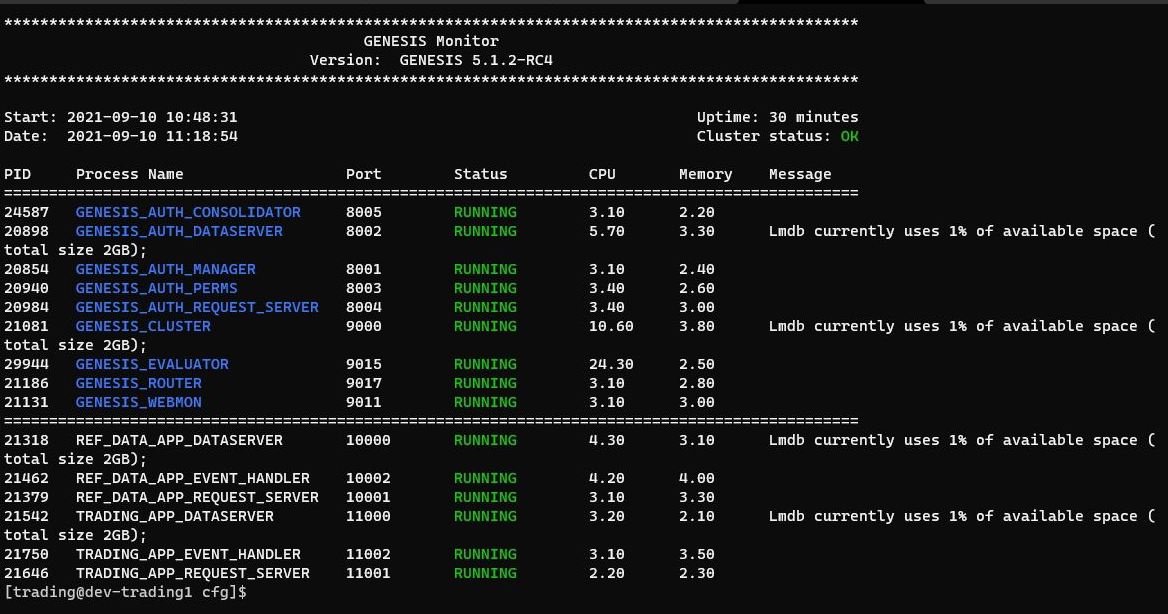 ***********************************************************************************************
GENESIS Monitor
Version:  GENESIS 5.1.2-RC4
***********************************************************************************************
Start: 2021-09-10 10:48:31 Uptime: 30 minutes
Date:  2021-09-10 11:18:54 Cluster status: OK
PID Process Name Port Status CPU Memory Message
===============================================================================================
24587 GENESIS_AUTH_CONSOLIDATOR 8005 RUNNING 3.10 2.20
20898 GENESIS_AUTH_DATASERVER 8002 RUNNING 5.70 3.30 Lmdb currently uses 1% of available space (
total size 2GB);
20854 GENESIS_AUTH_MANAGER 8001 RUNNING 3.10 2.40
20940 GENESIS_AUTH_PERMS 8003 RUNNING 3.40 2.60
20984 GENESIS_AUTH_REQUEST_SERVER 8004 RUNNING 3.40 3.00
21081 GENESIS_CLUSTER 9000 RUNNING 10.60 3.80 Lmdb currently uses 1% of available space (
total size 2GB);
29944 GENESIS_EVALUATOR 9015 RUNNING 24.30 2.50
21186 GENESIS_ROUTER 9017 RUNNING 3.10 2.80
21131 GENESIS_WEBMON 9011 RUNNING 3.10 3.00
===============================================================================================
21318 REF_DATA_APP_DATASERVER 10000 RUNNING 4.30 3.10 Lmdb currently uses 1% of available space (
total size 2GB);
21462 REF_DATA_APP_EVENT_HANDLER 10002 RUNNING 4.20 4.00
21379 REF_DATA_APP_REQUEST_SERVER 10001 RUNNING 3.10 3.30
21542 TRADING_APP_DATASERVER 11000 RUNNING 3.20 2.10 Lmdb currently uses 1% of available space (
total size 2GB);
21750 TRADING_APP_EVENT_HANDLER 11002 RUNNING 3.10 3.50
21646 TRADING_APP_REQUEST_SERVER 11001 RUNNING 2.20 2.30
[trading@dev-trading1 cfg]$